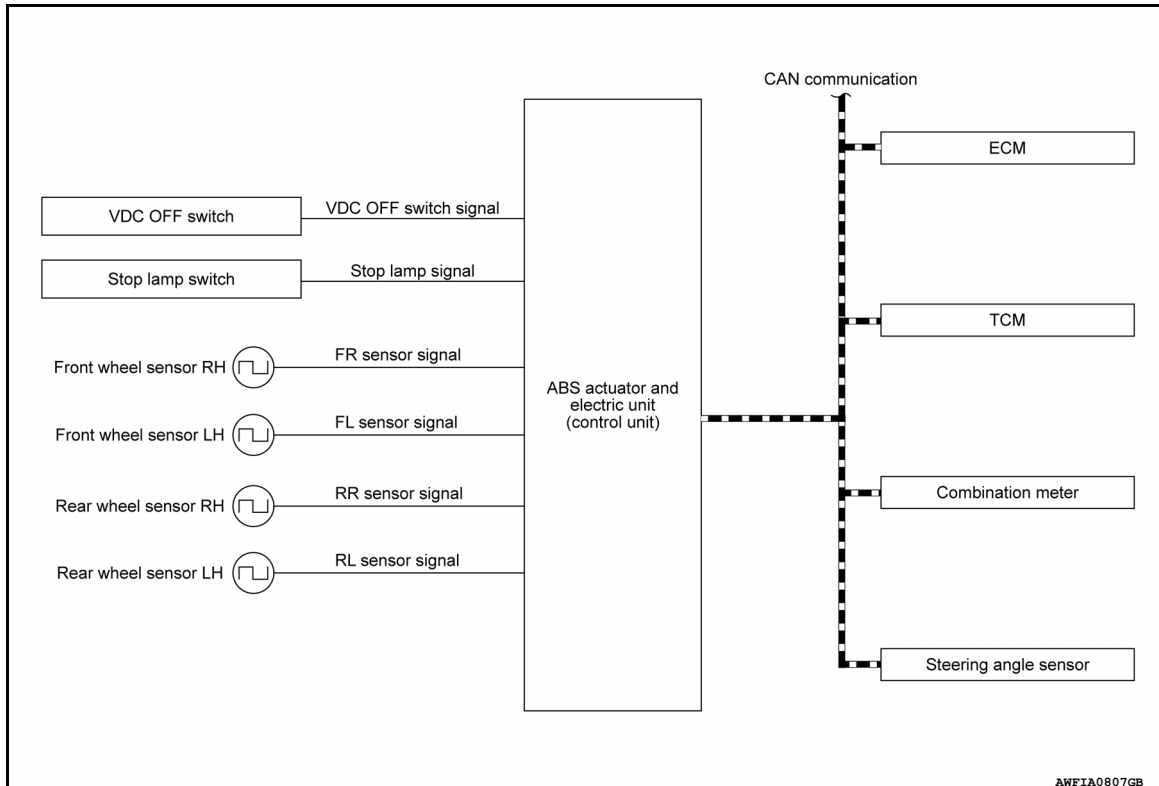 CAN communication
ECM
VDC OFF switch
VDC OFF switch signal
Stop lamp switch
Stop lamp signal
TCM
Front wheel sensor RH
FR sensor signal
ABS actuator and
electric unit
(control unit)
Front wheel sensor LH
FL sensor signal
Rear wheel sensor RH
RR sensor signal
Combination meter
Rear wheel sensor LH
RL sensor signal
Steering angle sensor
AWFIA0807GB